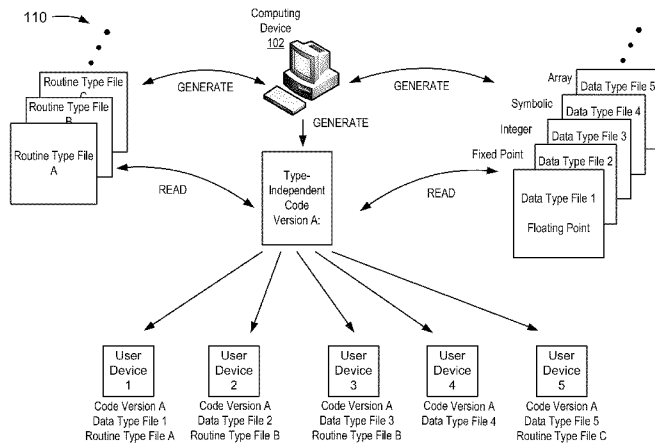 110
Computing
Device
102
GENERATE
GENERATE
GENERATE
Routine Type File
C
Routine Type File
B
Routine Type File
A
READ
Type-
Independent
Code
Version A:
READ
Array
Data Type File 5
Symbolic
Data Type File 4
Integer
Data Type File 3
Fixed Point
Data Type File 2
Data Type File 1
Floating Point
User
Device
1
Code Version A
Data Type File 1
Routine Type File A
User
Device
2
Code Version A
Data Type File 2
Routine Type File B
User
Device
3
Code Version A
Data Type File 3
Routine Type File B
User
Device
4
Code Version A
Data Type File 4
User
Device
5
Code Version A
Data Type File 5
Routine Type File C